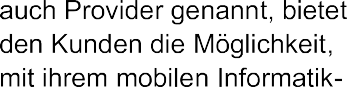 auch Provider genannt, bietet
den Kunden die Möglichkeit,
mit ihrem mobilen Informatik-